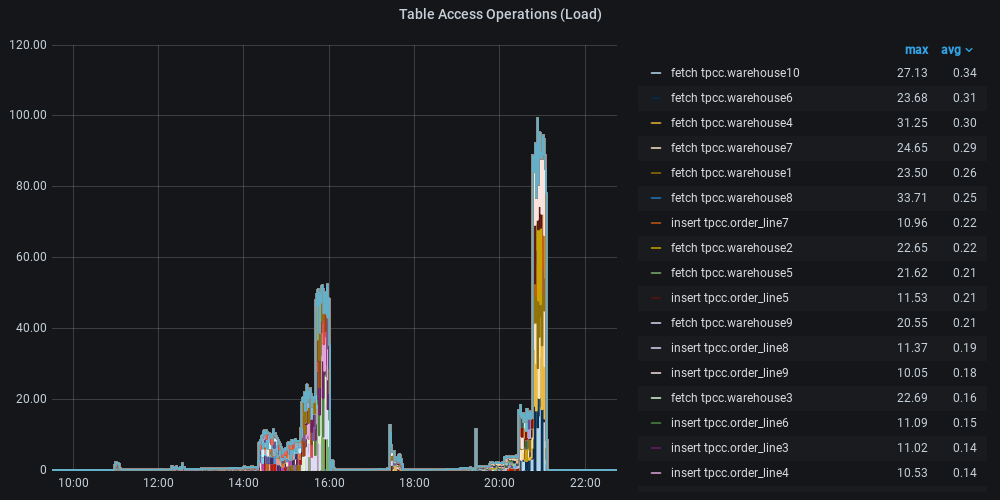 Table Access Operations (Load)
120.00
100.00
80.00
60.00
40.00
20.00
0
10:00 12:00 14:00 16:00 18:00 20:00 22:00
max avg
fetch tpcc.warehouse10 27.13 0.34
fetch tpcc.warehouse6 23.68 0.31
fetch tpcc.warehouse4 31.25 0.30
fetch tpcc.warehouse7 24.65 0.29
fetch tpcc.warehouse1 23.50 0.26
fetch tpcc.warehouse8 33.71 0.25
insert tpcc.order_line7 10.96 0.22
fetch tpcc.warehouse2 22.65 0.22
fetch tpcc.warehouse5 21.62 0.21
insert tpcc.order_line5 11.53 0.21
fetch tpcc.warehouse9 20.55 0.21
insert tpcc.order_line8 11.37 0.19
insert tpcc.order_line9 10.05 0.18
fetch tpcc.warehouse3 22.69 0.16
insert tpcc.order_line6 11.09 0.15
insert tpcc.order_line3 11.02 0.14
insert tpcc.order_line4 10.53 0.14